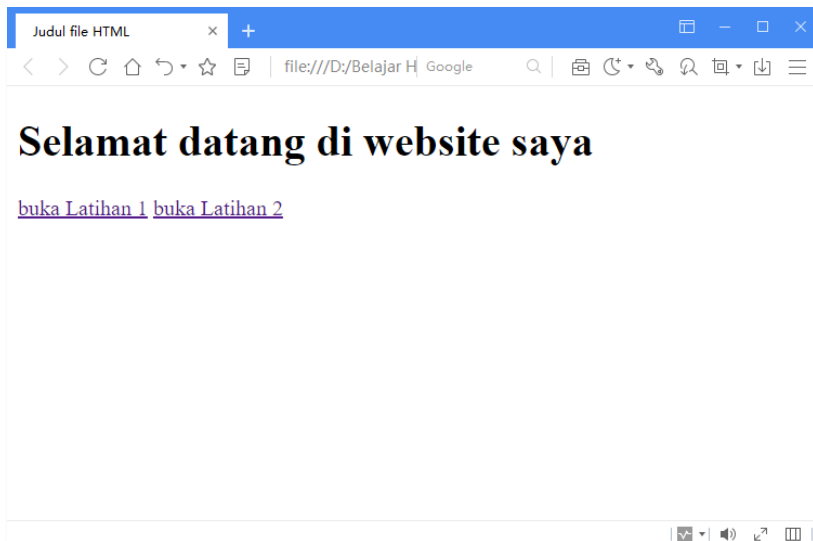 Judul file HTML
file:///D:/Belajar H Google
Selamat datang di website saya
buka Latihan 1 buka Latihan 2